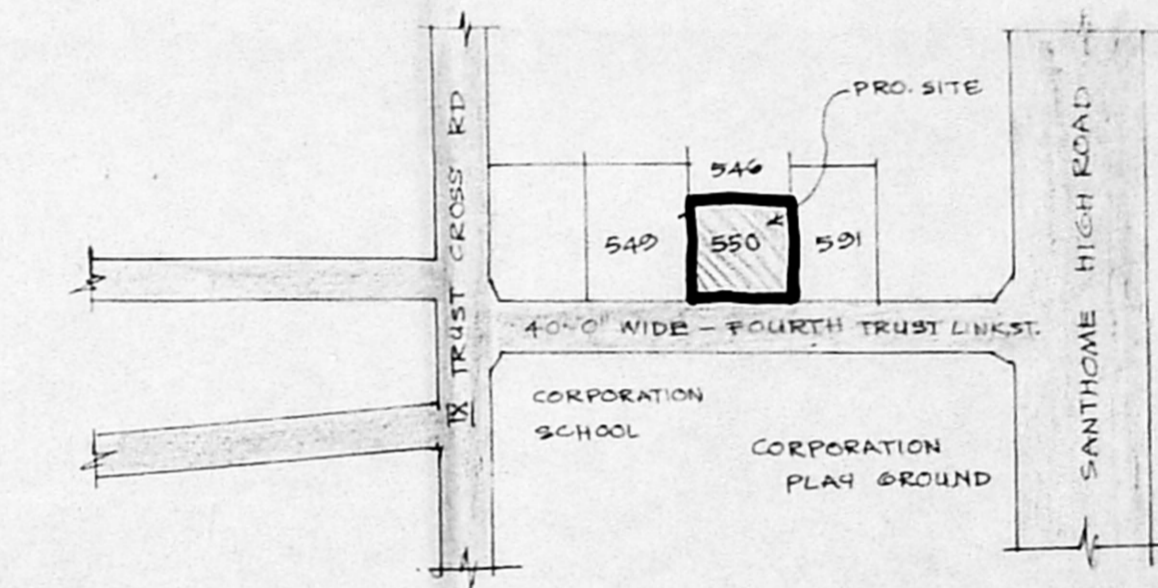 PRO. SITE
546
549
550
591
IX TRUST CROSS RD
SANTHOME HIGH ROAD
40'-0" WIDE - FOURTH TRUST LINK ST.
CORPORATION
SCHOOL
CORPORATION
PLAY GROUND